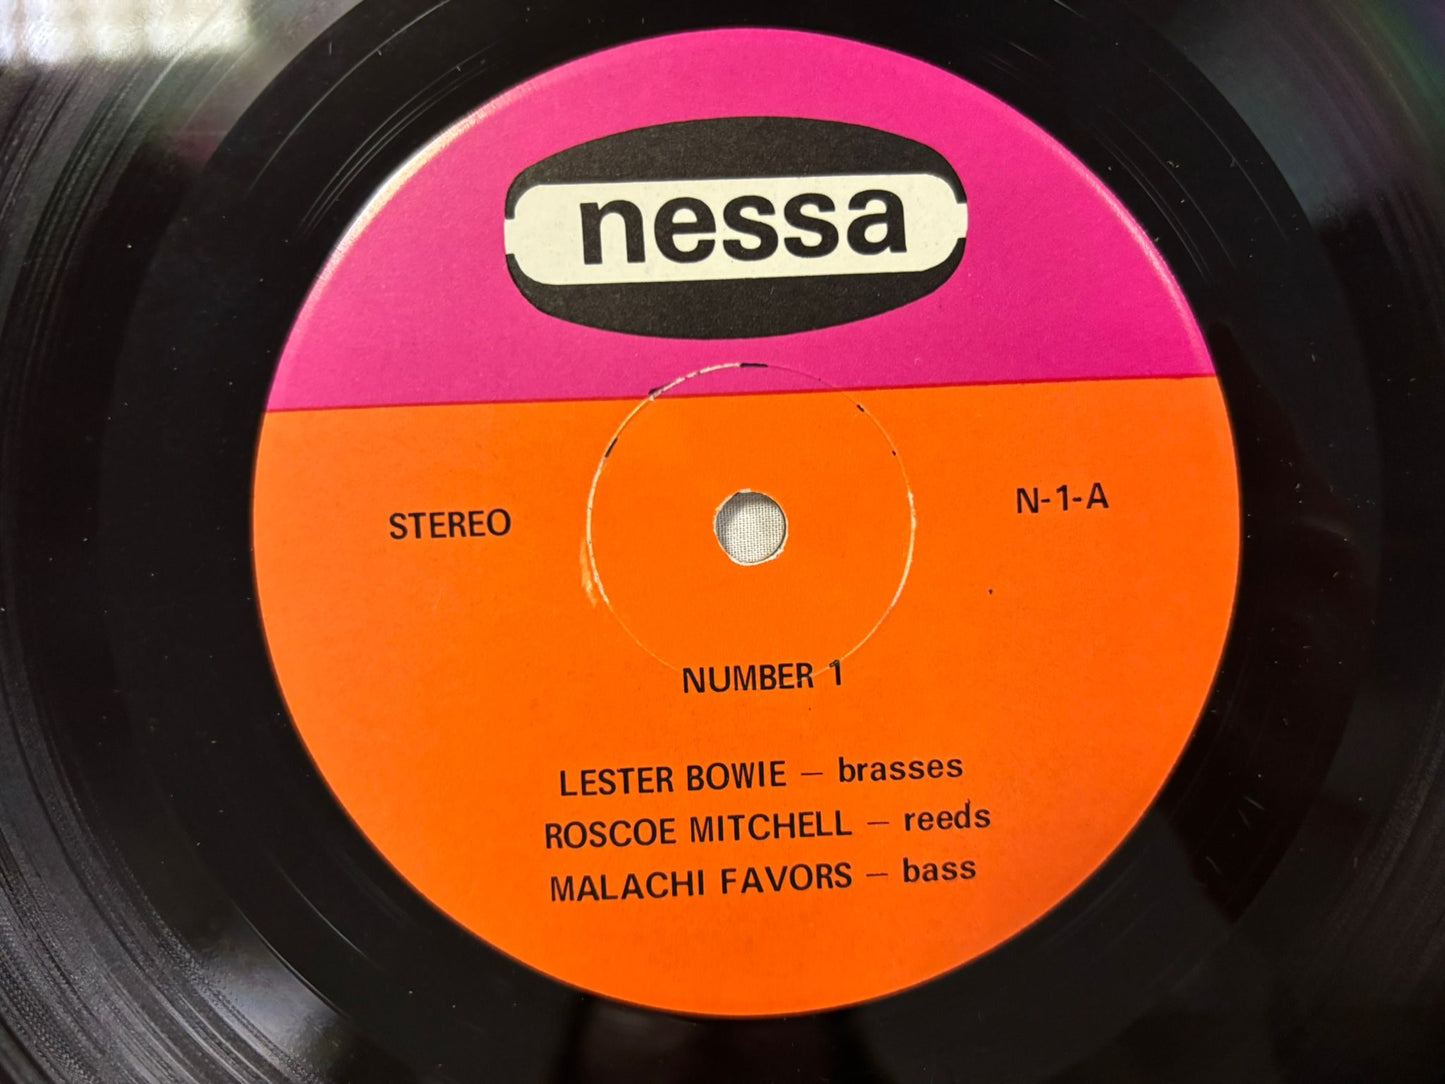 nessa
STEREO
N-1-A
NUMBER 1
LESTER BOWIE — brasses
ROSCOE MITCHELL — reeds
MALACHI FAVORS — bass